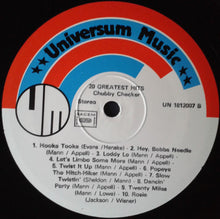 Universum Music
20 GREATEST HITS
Chubby Checker
UM
Stereo
UN 1012007 B
1. Hooka Tooka (Evans / Henske) 2. Hey, Bobba Needle
(Mann / Appell) 3. Loddy Lo (Mann / Appell)
4. Let's Limbo Some More (Mann / Appell)
5. Twist It Up (Mann / Appell) 6. Popeye
The Hitch-Hiker (Mann / Appell) 7. Slow
Twistin' (Sheldon / Mann) 8. Dancin'
Party (Mann / Appell) 9. Twenty Miles
(Mann / Appell) 10. Rosie
(Jackson / Wiener)